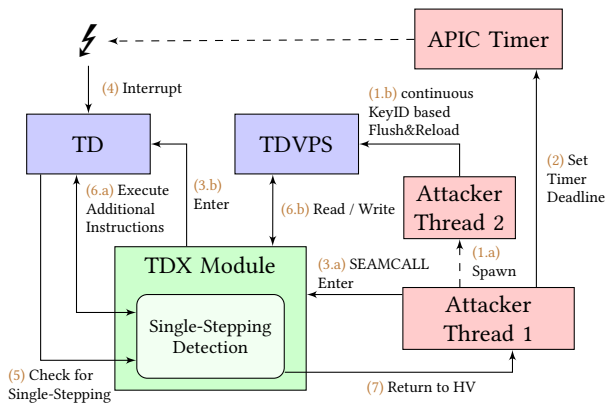 APIC Timer
(4) Interrupt
(1.b) continuous
KeyID based
Flush&Reload
TD
TDVPS
(2) Set
Timer
Deadline
(6.a) Execute
Additional
Instructions
(3.b)
Enter
(6.b) Read / Write
Attacker
Thread 2
(1.a)
Spawn
TDX Module
(3.a) SEAMCALL
Enter
Single-Stepping
Detection
Attacker
Thread 1
(5) Check for
Single-Stepping
(7) Return to HV